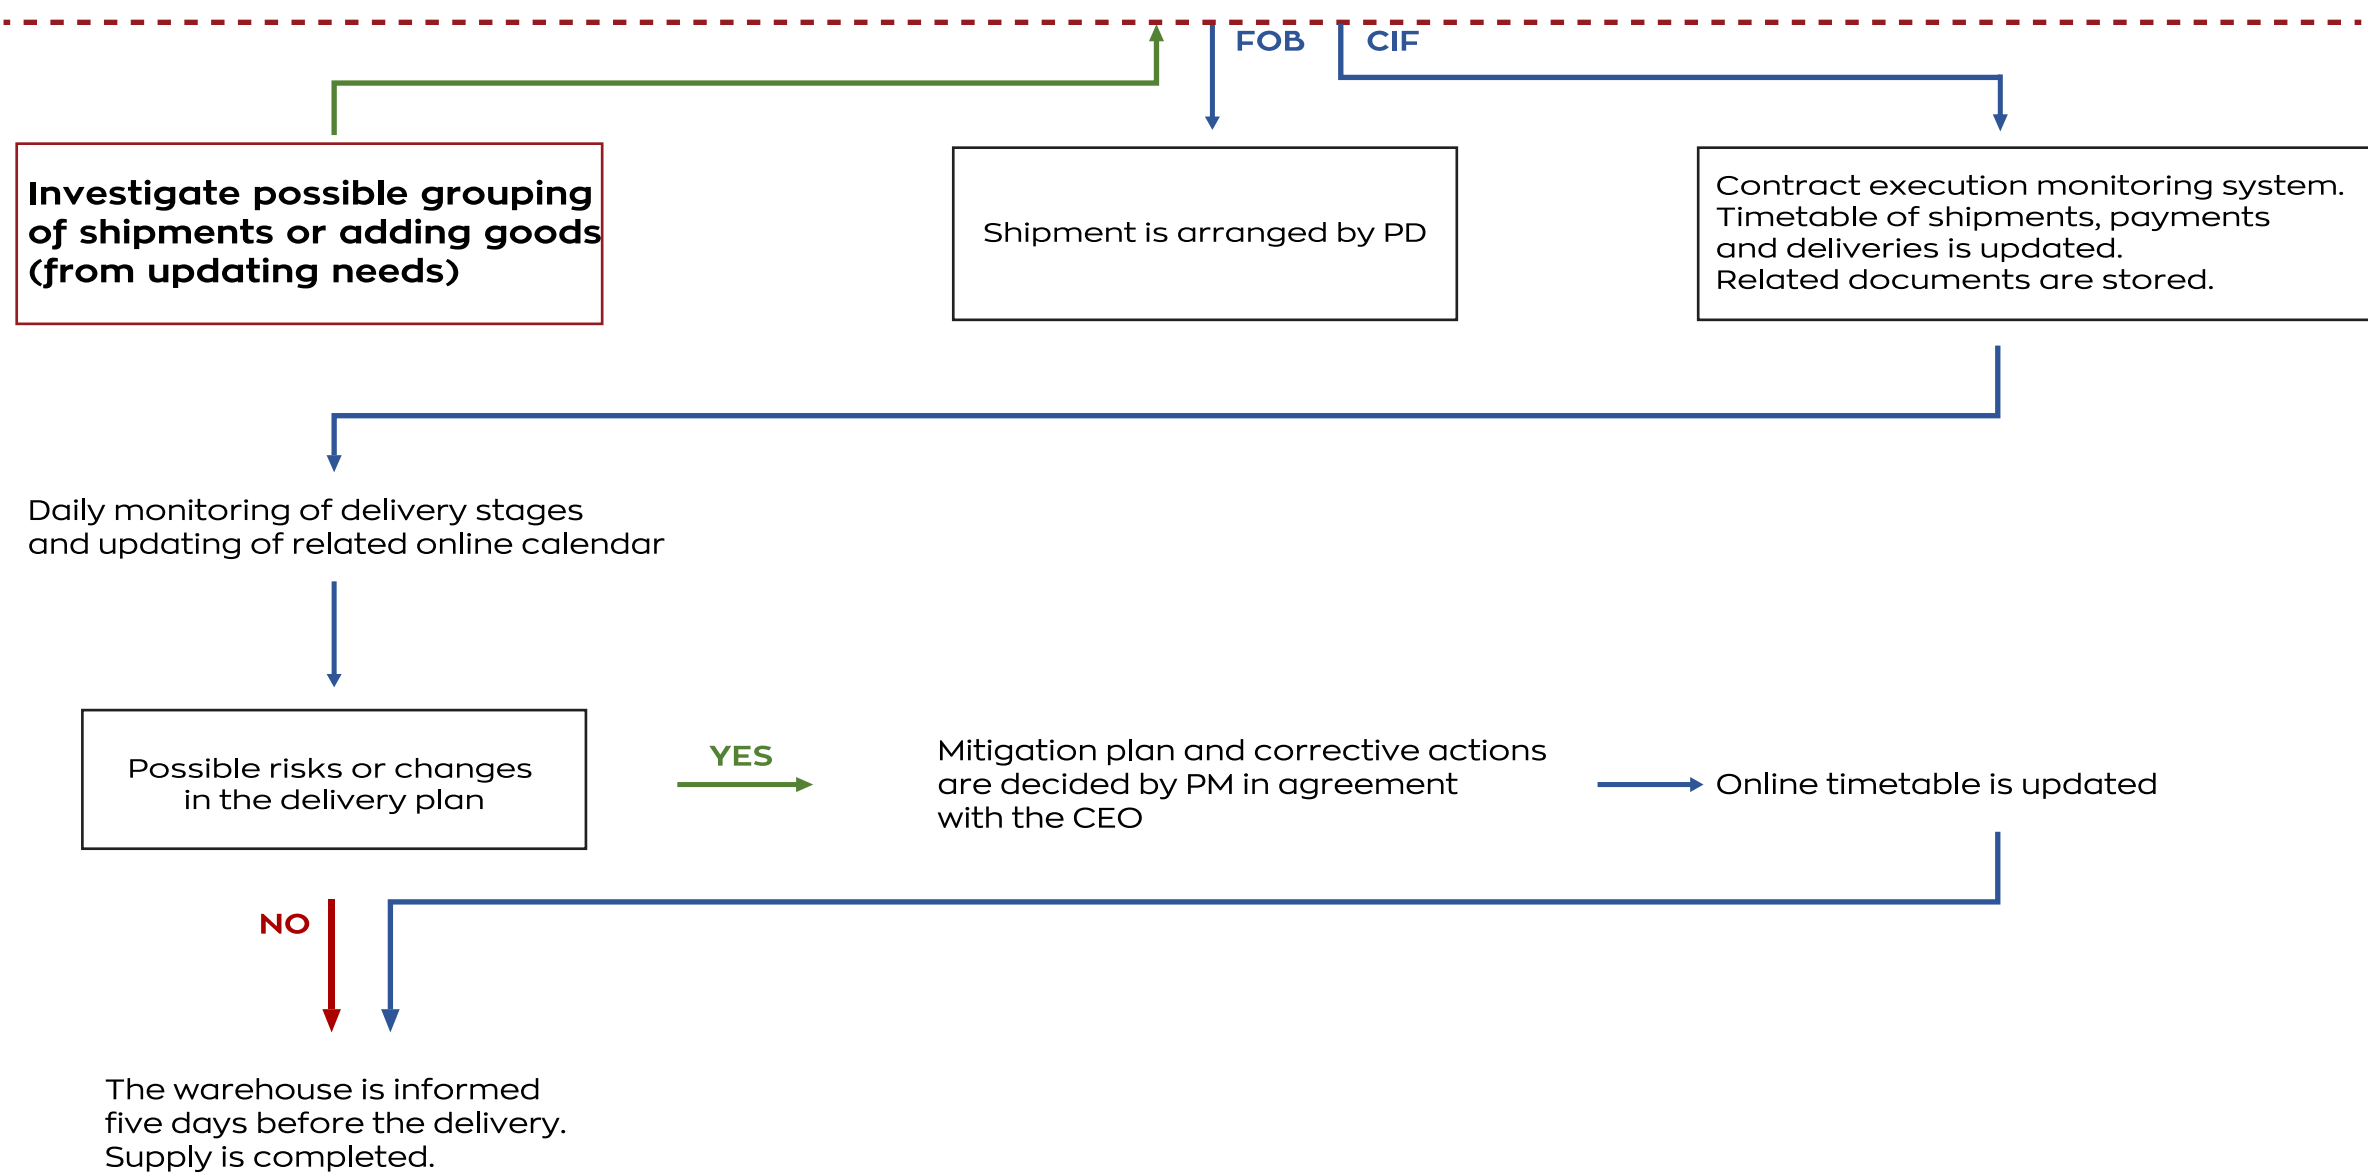 FOB
CIF
Investigate possible grouping
of shipments or adding goods
(from updating needs)
Shipment is arranged by PD
Contract execution monitoring system.
Timetable of shipments, payments
and deliveries is updated.
Related documents are stored.
Daily monitoring of delivery stages
and updating of related online calendar
Possible risks or changes
in the delivery plan
YES
Mitigation plan and corrective actions
are decided by PM in agreement
with the CEO
Online timetable is updated
NO
The warehouse is informed
five days before the delivery.
Supply is completed.